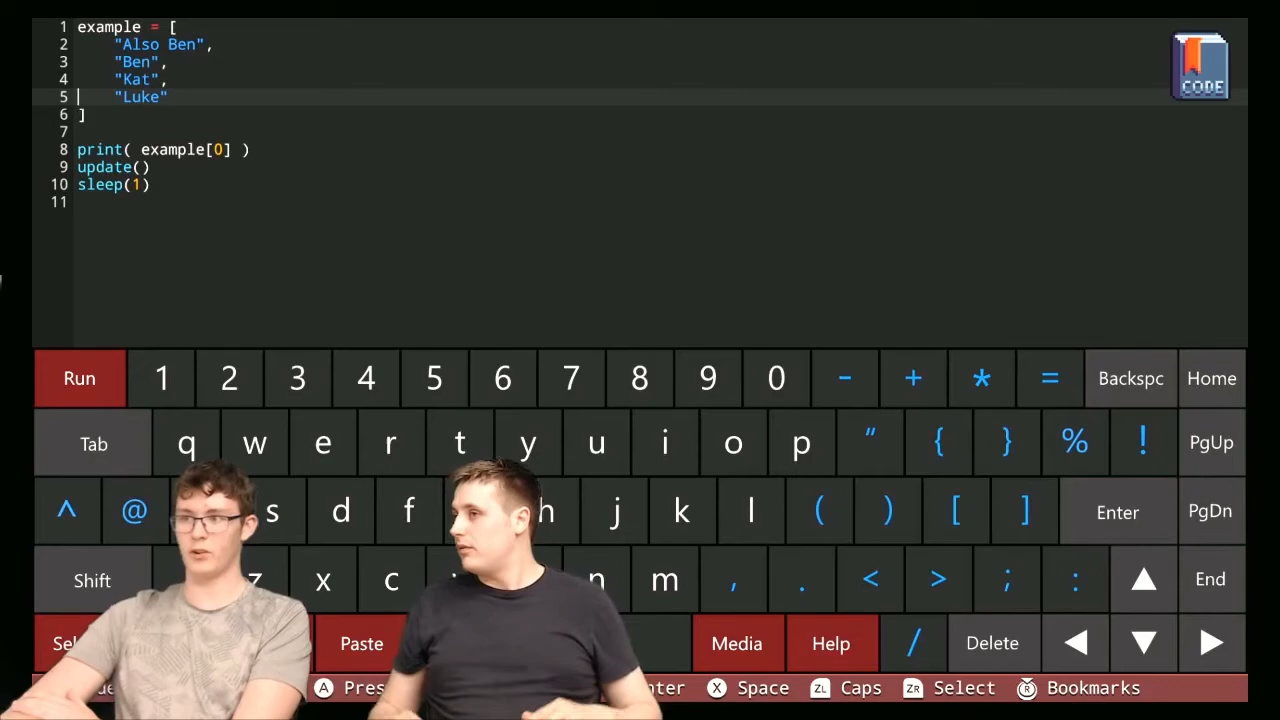 1 example = [
2 "Also Ben",
3 "Ben",
4 "Kat",
5 "Luke"
6 ]
7
8 print( example[0] )
9 update()
10 sleep(1)
11
CODE
Run 1 2 3 4 5 6 7 8 9 0 - + * = Backspc Home
Tab q w e r t y u i o p " { } % ! PgUp
^ @ s d f h j k l ( ) [ ] Enter PgDn
Shift z x c n m , . < > ; : ▲ End
Paste Media Help / Delete ◀ ▼ ▶
A X Space ZL Caps ZR Select R Bookmarks